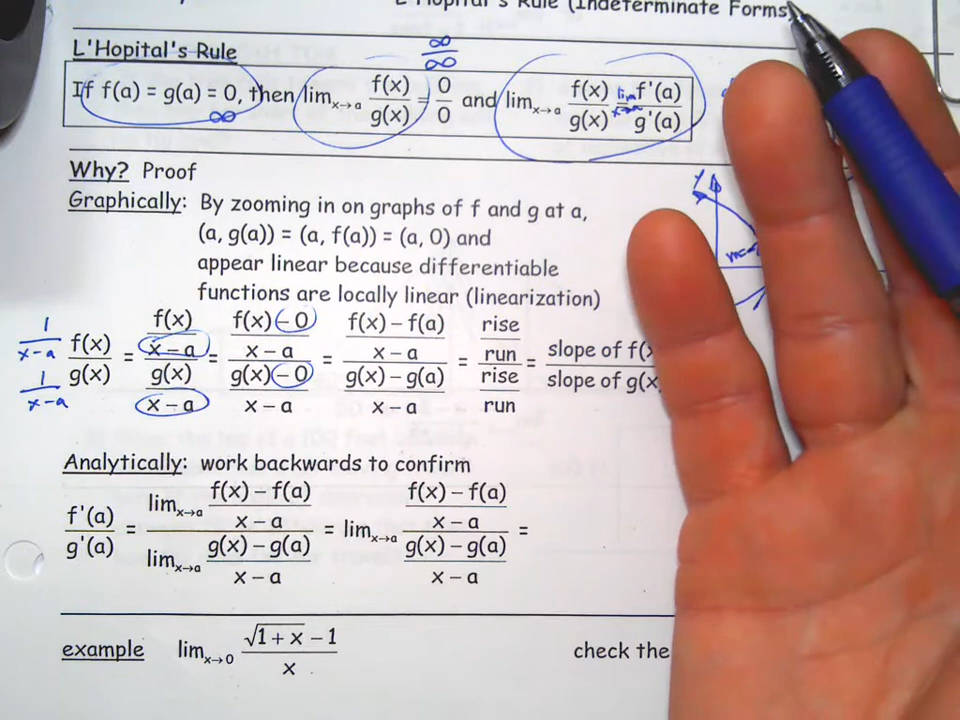 L'Hopital's Rule (Indeterminate Forms)
L'Hopital's Rule
∞/∞
If f(a) = g(a) = 0, then lim x→a f(x)/g(x) = 0/0 and lim x→a f(x)/g(x) = lim x→a f'(a)/g'(a)
∞
Why? Proof
Graphically: By zooming in on graphs of f and g at a,
(a, g(a)) = (a, f(a)) = (a, 0) and
appear linear because differentiable
functions are locally linear (linearization)
1/(x-a) f(x) / 1/(x-a) g(x) = (f(x)/(x – a))/(g(x)/(x – a)) = ((f(x) – 0)/(x – a))/((g(x) – 0)/(x – a)) = ((f(x) – f(a))/(x – a))/((g(x) – g(a))/(x – a)) = (rise/run)/(rise/run) = slope of f(x/slope of g(x
Analytically: work backwards to confirm
f'(a)/g'(a) = (lim x→a (f(x) – f(a))/(x – a))/(lim x→a (g(x) – g(a))/(x – a)) = lim x→a ((f(x) – f(a))/(x – a))/((g(x) – g(a))/(x – a)) =
example lim x→0 (√1 + x – 1)/x check the